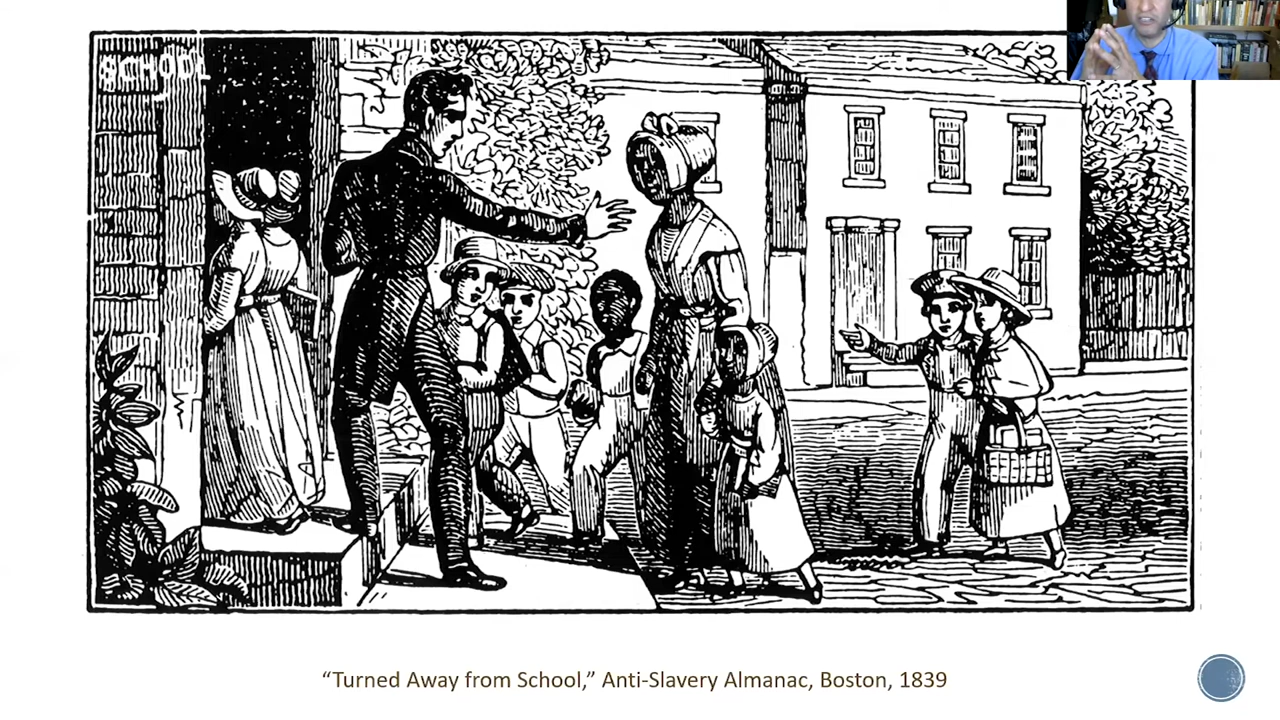 SCHOOL
“Turned Away from School,” Anti-Slavery Almanac, Boston, 1839